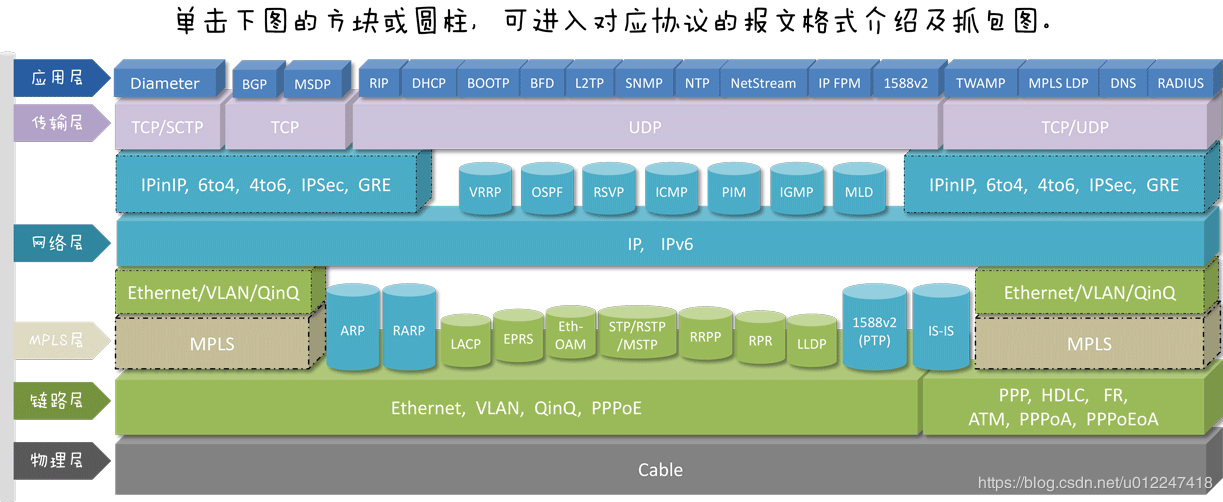 单击下图的方块或圆柱，可进入对应协议的报文格式介绍及抓包图。
应用层
Diameter
BGP
MSDP
RIP
DHCP
BOOTP
BFD
L2TP
SNMP
NTP
NetStream
IP FPM
1588v2
TWAMP
MPLS LDP
DNS
RADIUS
传输层
TCP/SCTP
TCP
UDP
TCP/UDP
IPinIP, 6to4, 4to6, IPSec, GRE
VRRP
OSPF
RSVP
ICMP
PIM
IGMP
MLD
IPinIP, 6to4, 4to6, IPSec, GRE
网络层
IP, IPv6
Ethernet/VLAN/QinQ
Ethernet/VLAN/QinQ
MPLS层
MPLS
ARP
RARP
LACP
EPRS
Eth-
OAM
STP/RSTP
/MSTP
RRPP
RPR
LLDP
1588v2
(PTP)
IS-IS
MPLS
链路层
Ethernet, VLAN, QinQ, PPPoE
PPP, HDLC, FR,
ATM, PPPoA, PPPoEoA
物理层
Cable
https://blog.csdn.net/u012247418